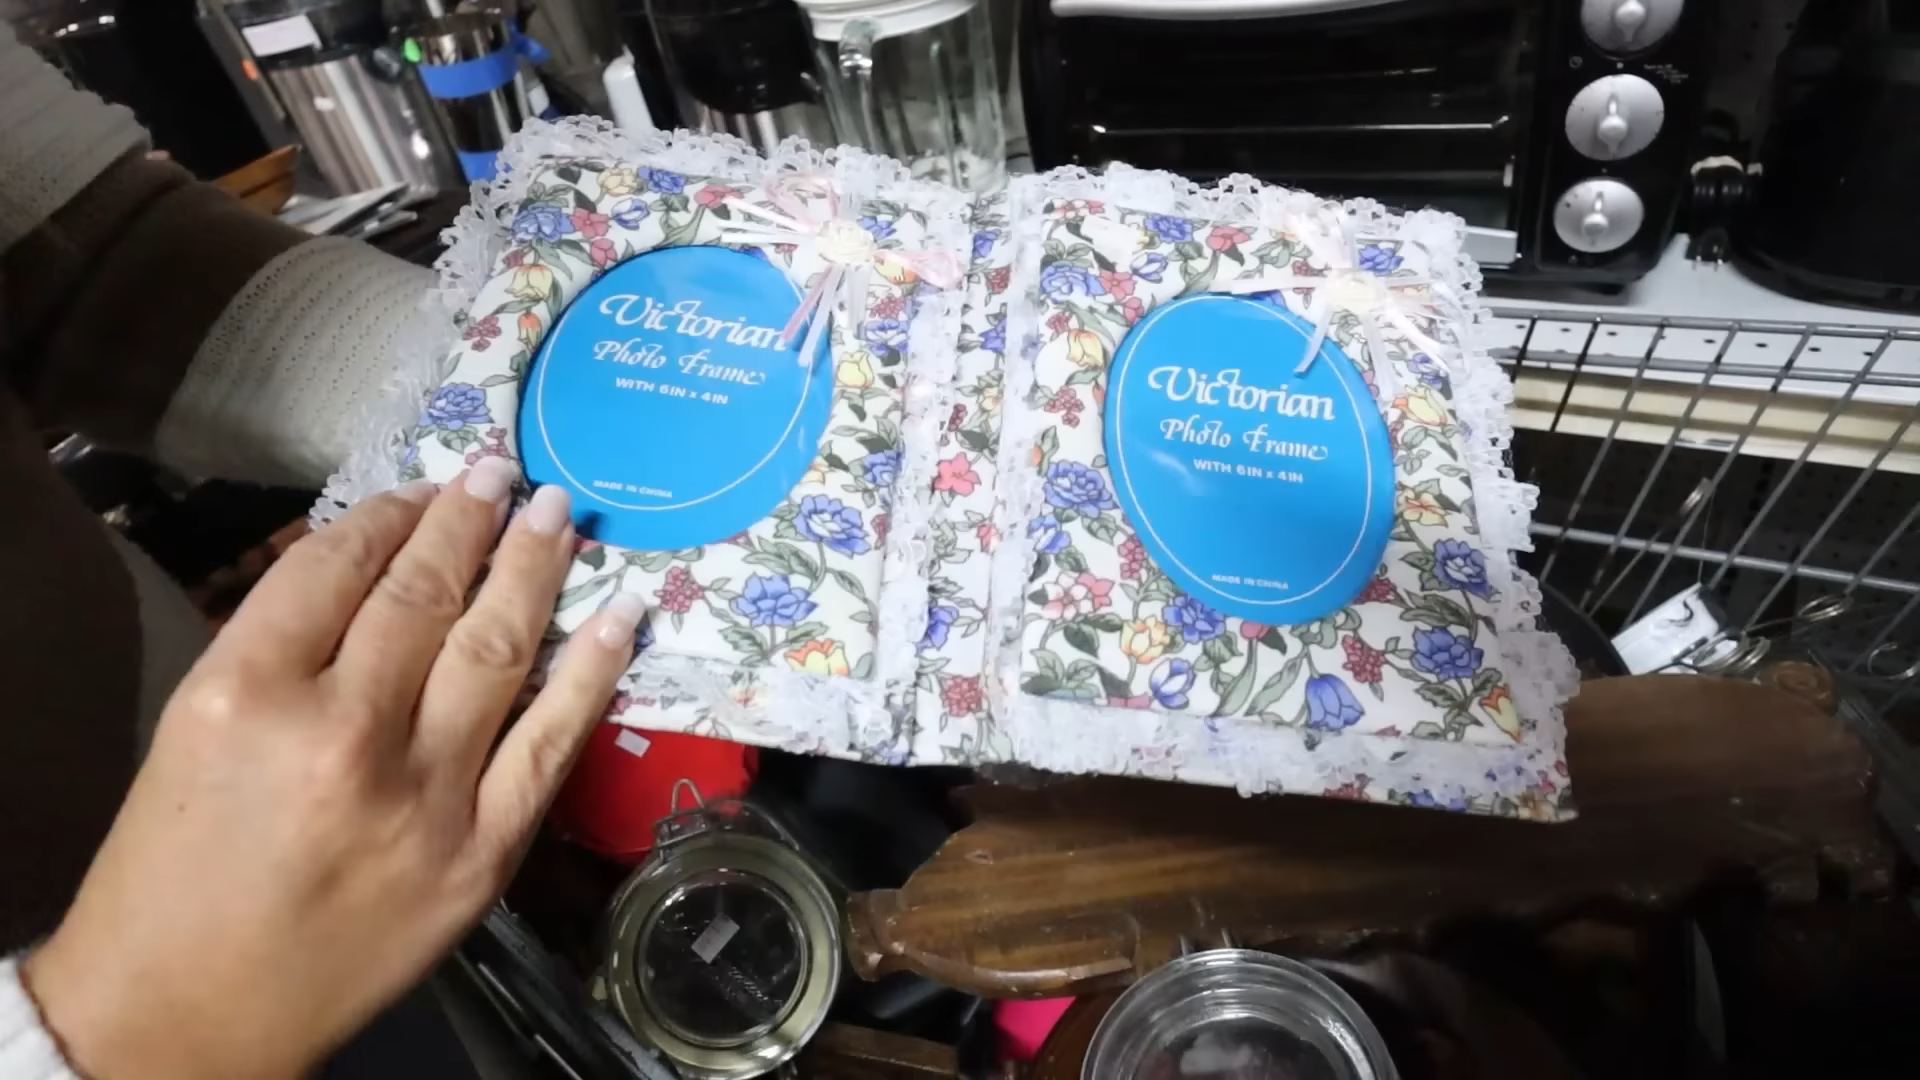 Victorian
Photo Frame
WITH 6IN x 4IN
MADE IN CHINA
Victorian
Photo Frame
WITH 6IN x 4IN
MADE IN CHINA